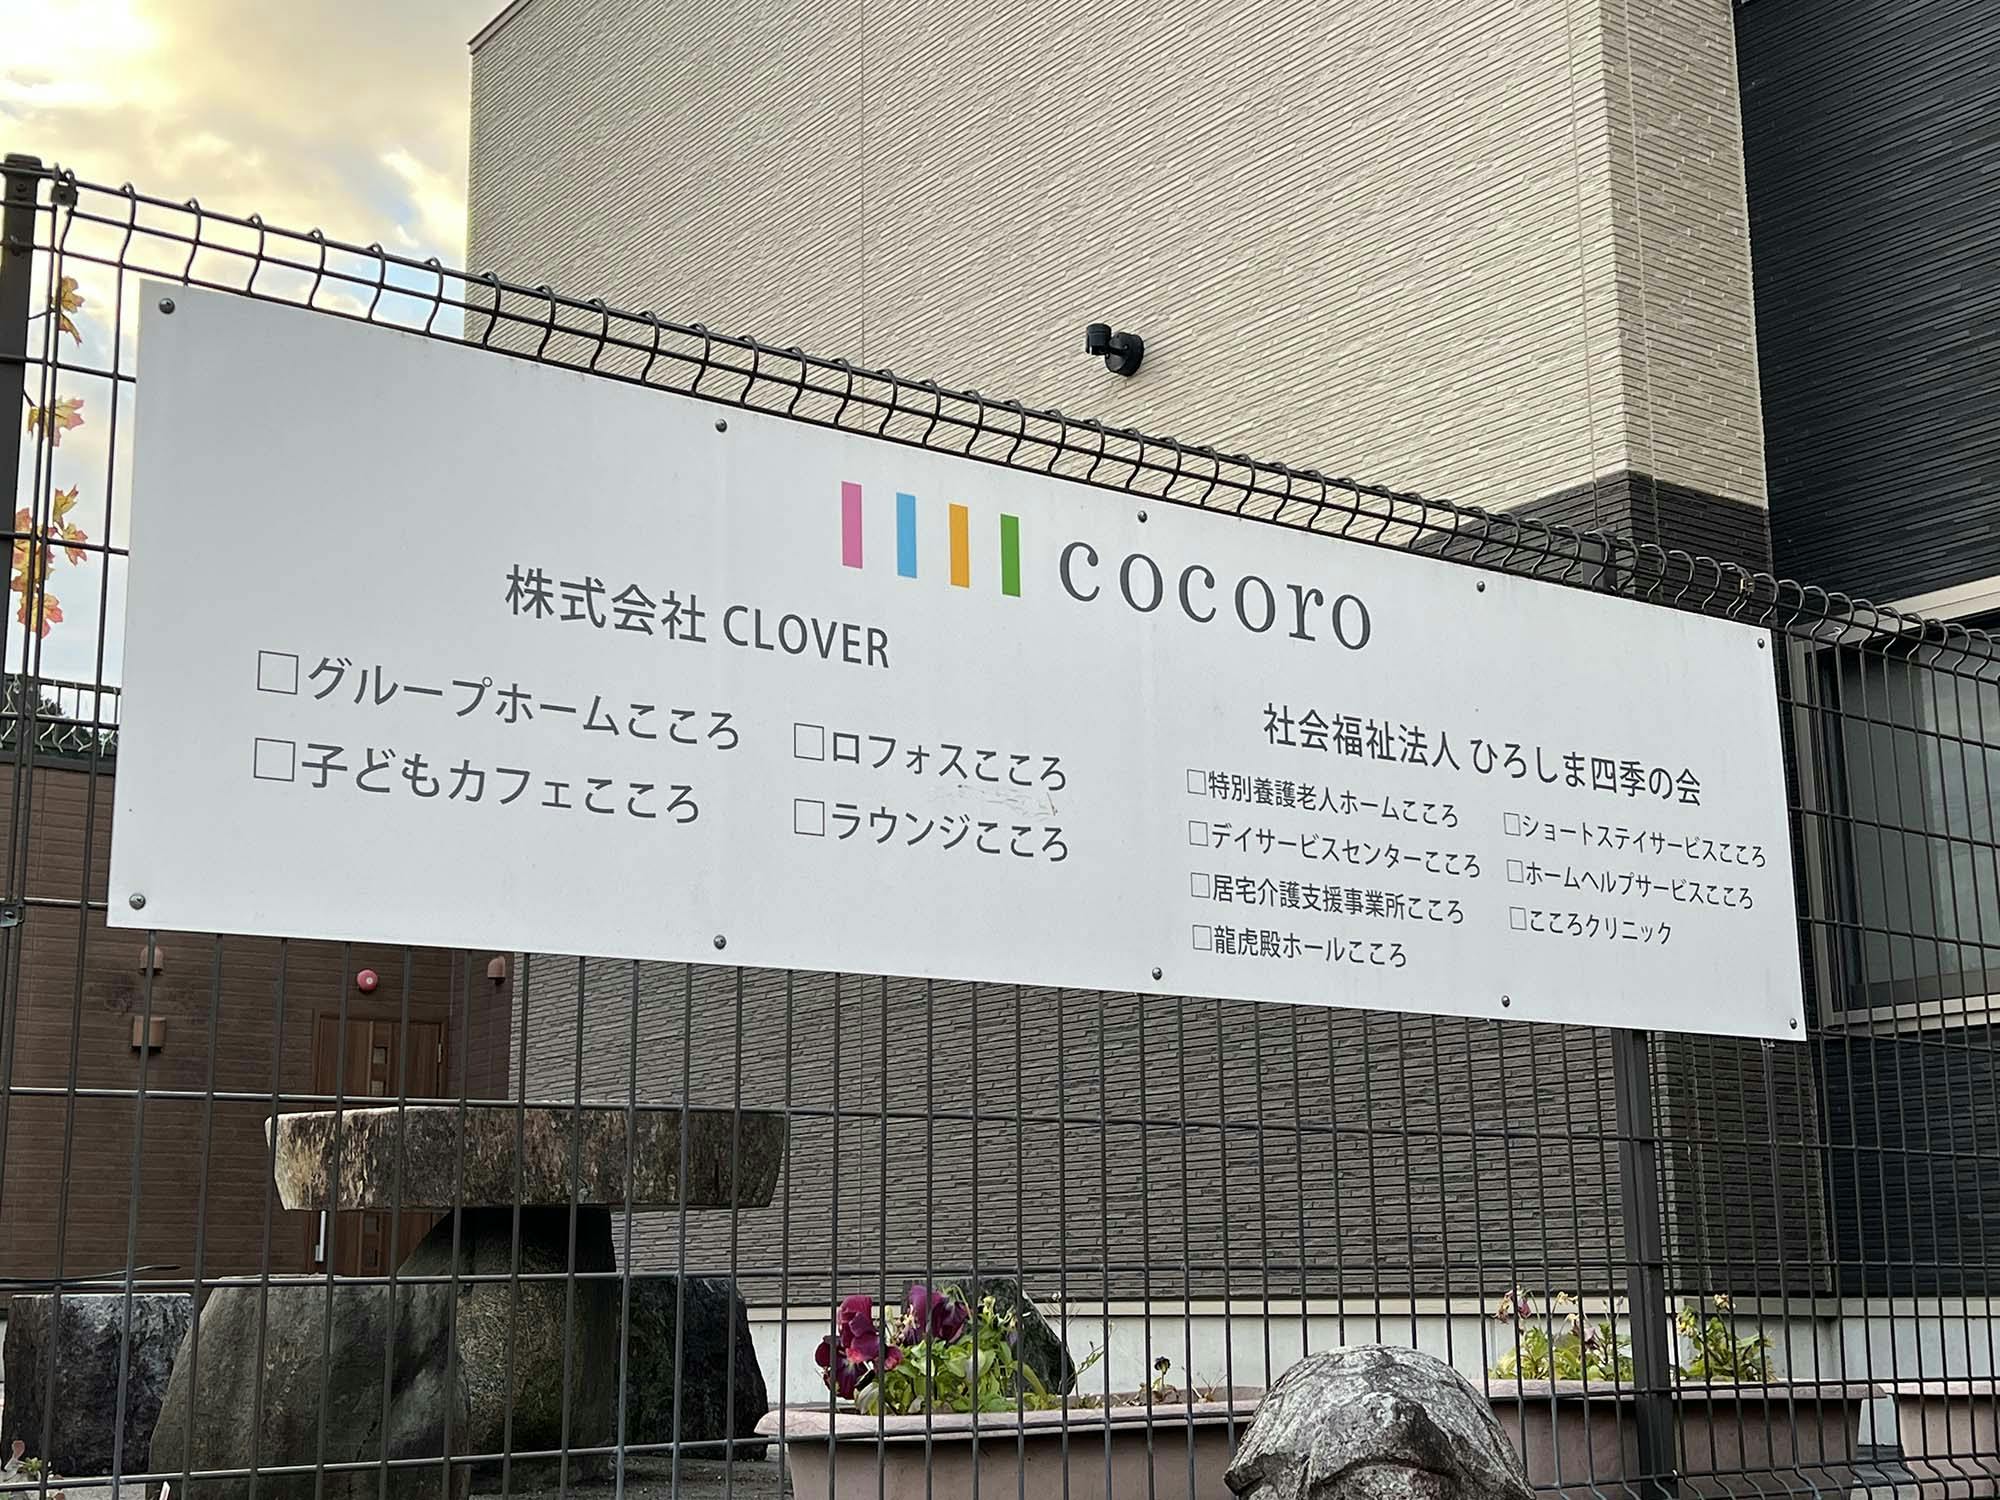 cocoro
株式会社 CLOVER
□グループホームこころ
□子どもカフェこころ
□ロフォスこころ
□ラウンジこころ
社会福祉法人 ひろしま四季の会
□特別養護老人ホームこころ
□デイサービスセンターこころ
□居宅介護支援事業所こころ
□龍虎殿ホールこころ
□ショートステイサービスこころ
□ホームヘルプサービスこころ
□こころクリニック